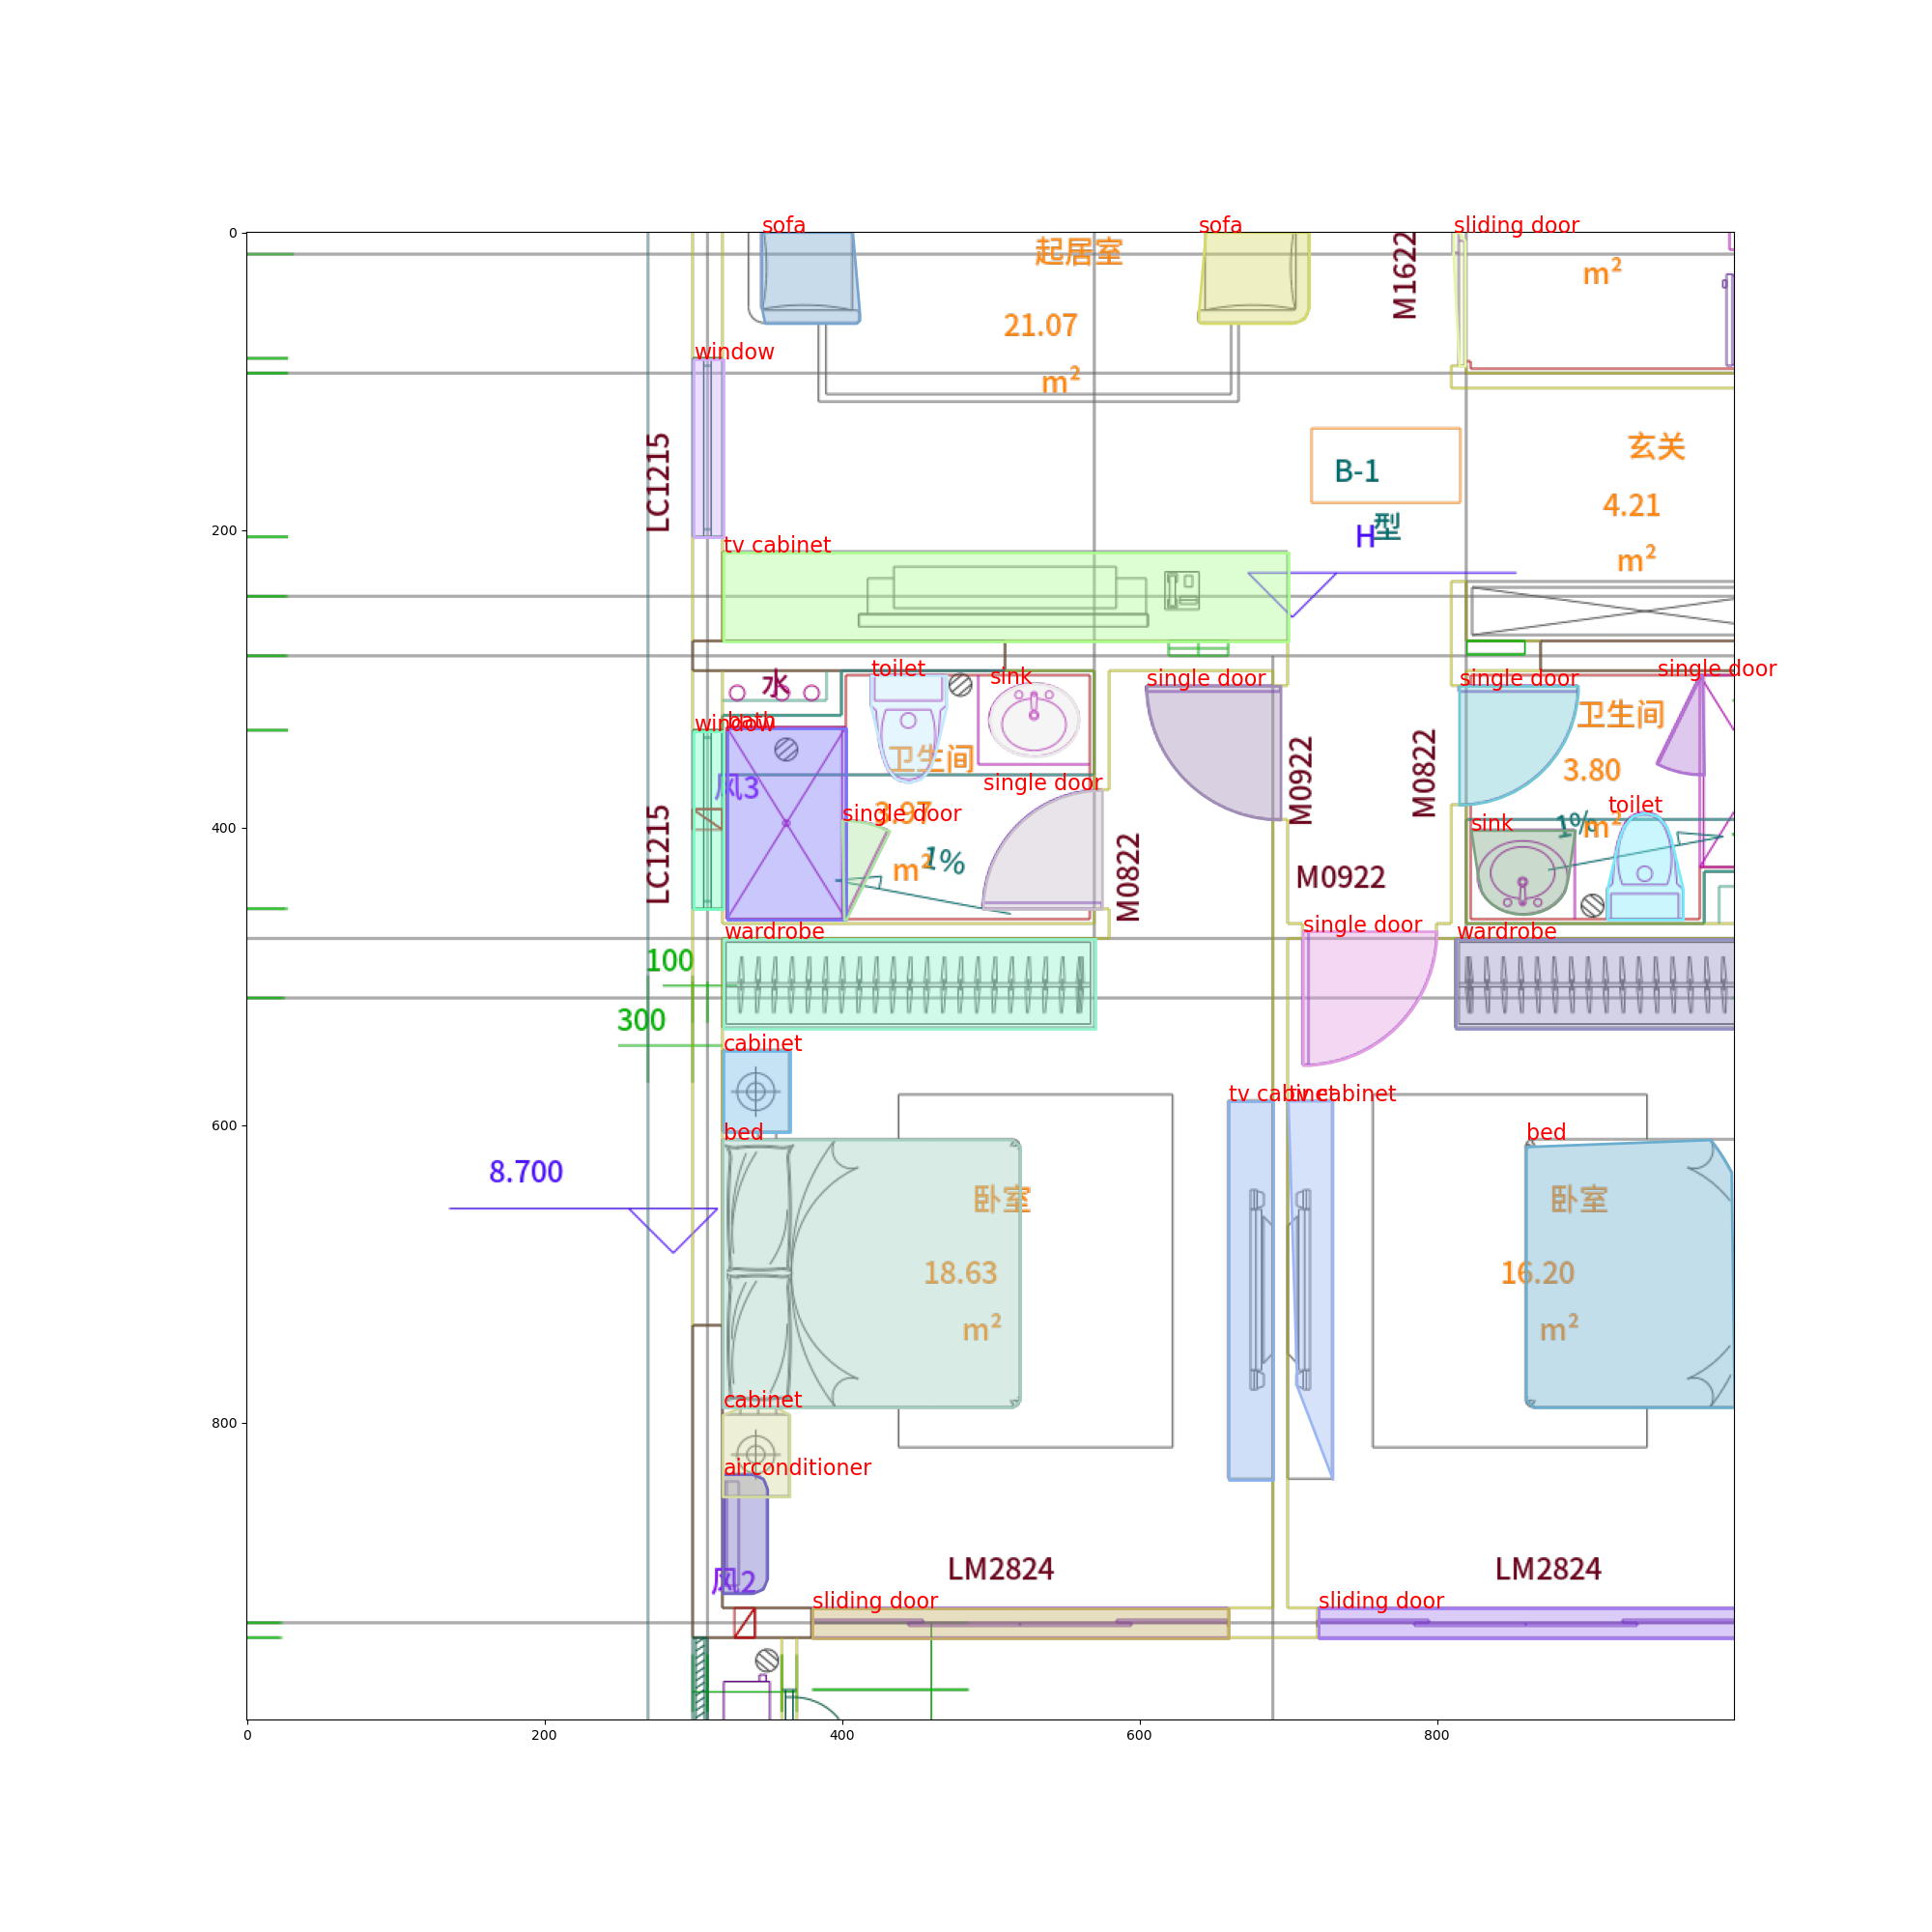 sofa
sofa
sliding door
起居室
M1622
m²
21.07
m²
window
LC1215
玄关
B-1
4.21
型
H
m²
tv cabinet
水
toilet
sink
single door
single door
single door
window
bath
卫生间
卫生间
风3
3.97
m²
1%
single door
single door
M0922
M0822
3.80
m²
1%
toilet
sink
LC1215
M0822
M0922
single door
wardrobe
wardrobe
100
300
cabinet
tv cabinet
tv cabinet
bed
bed
8.700
卧室
卧室
18.63
16.20
m²
m²
cabinet
airconditioner
风2
LM2824
LM2824
sliding door
sliding door
0
200
400
600
800
0
200
400
600
800